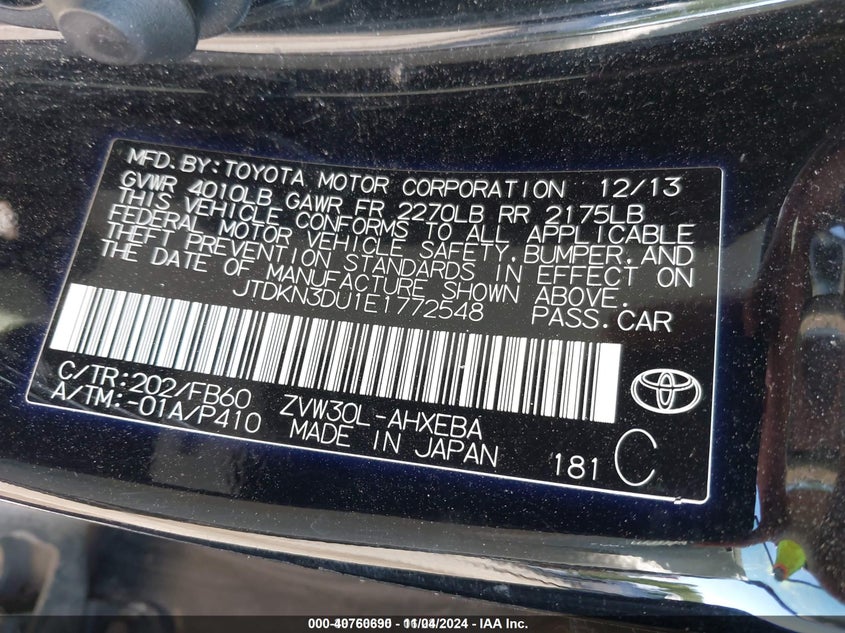 MFD. BY: TOYOTA MOTOR CORPORATION 12/13
GVWR 4010LB GAWR FR 2270LB RR 2175LB
THIS VEHICLE CONFORMS TO ALL APPLICABLE
FEDERAL MOTOR VEHICLE SAFETY, BUMPER, AND
THEFT PREVENTION STANDARDS IN EFFECT ON
THE DATE OF MANUFACTURE SHOWN ABOVE.
JTDKN3DU1E1772548 PASS. CAR
C/TR: 202/FB60 ZVW30L-AHXEBA
A/TM: -01A/P410 MADE IN JAPAN
181 C
11/04/2024 - IAA, Inc.